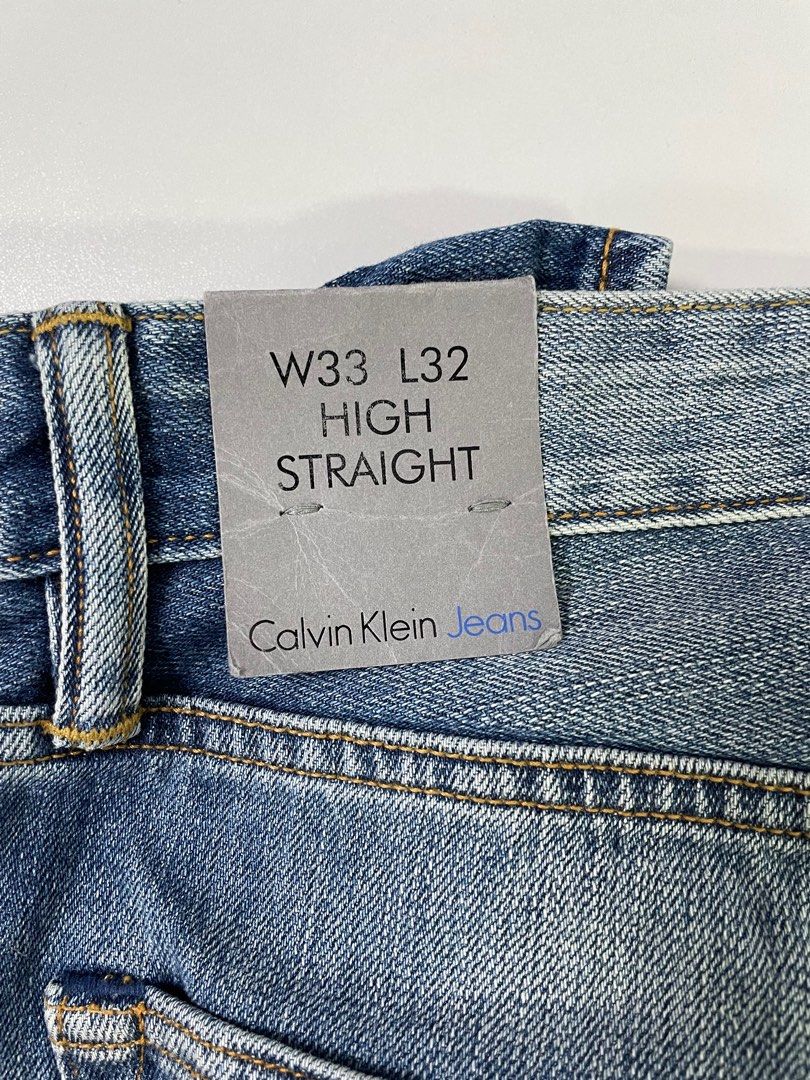 W33 L32
HIGH
STRAIGHT
Calvin Klein Jeans